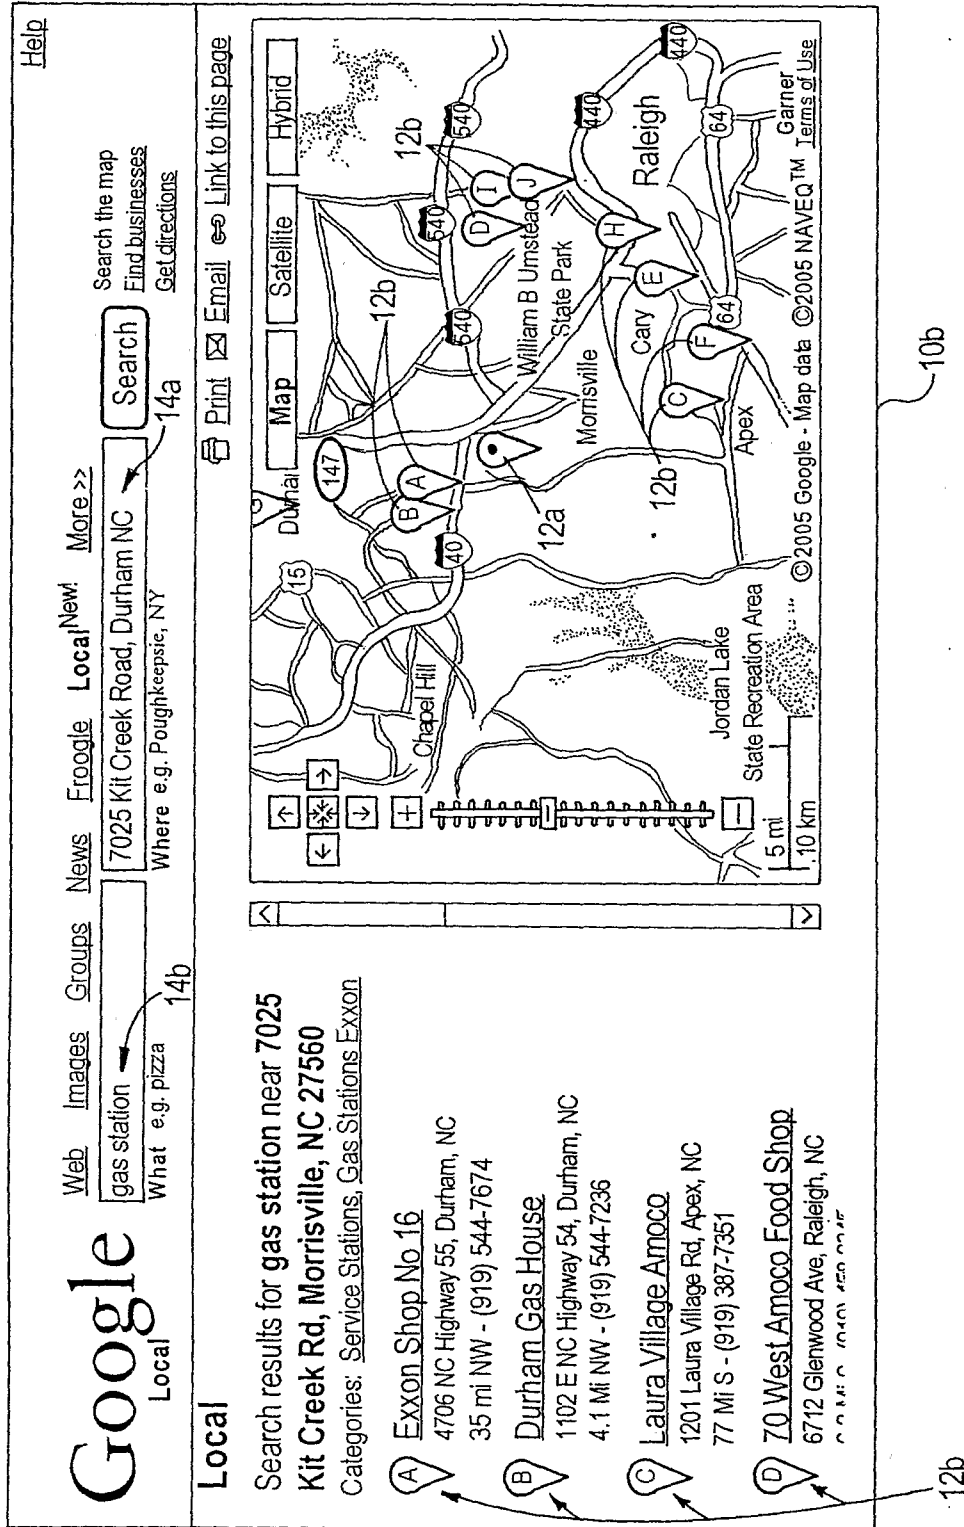 Help
Google
Local
Web Images Groups News Froogle Local New! More >>
gas station
7025 Kit Creek Road, Durham NC
Search
Search the map
Find businesses
Get directions
What e.g. pizza
Where e.g. Poughkeepsie, NY
14b
14a
Local
Print Email Link to this page
Search results for gas station near 7025
Kit Creek Rd, Morrisville, NC 27560
Categories: Service Stations, Gas Stations Exxon
A
Exxon Shop No 16
4706 NC Highway 55, Durham, NC
35 mi NW - (919) 544-7674
B
Durham Gas House
1102 E NC Highway 54, Durham, NC
4.1 Mi NW - (919) 544-7236
C
Laura Village Amoco
1201 Laura Village Rd, Apex, NC
77 Mi S - (919) 387-7351
D
70 West Amoco Food Shop
6712 Glenwood Ave, Raleigh, NC
12b
Map Satellite Hybrid
G
15
147
12b
540
540
540
12b
Chapel Hill
B
A
40
D
I
J
12a
William B Umstead
State Park
Morrisville
H
440
440
Raleigh
E
Cary
12b
C
F
64
64
Apex
Jordan Lake
State Recreation Area
5 mi
10 km
©2005 Google - Map data ©2005 NAVEQ™ Garner
Terms of Use
10b